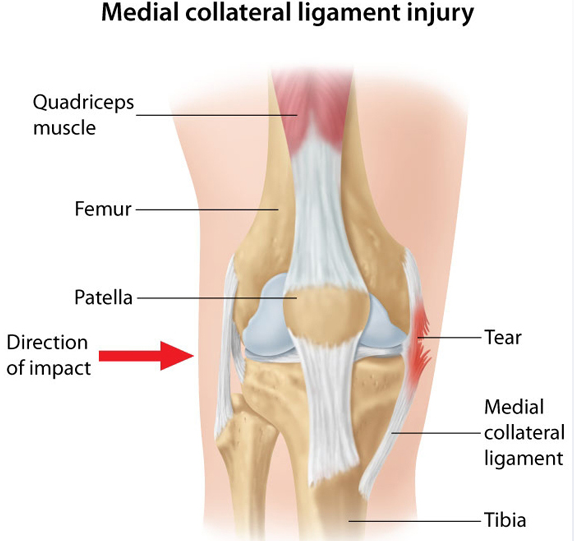 Medial collateral ligament injury
Quadriceps
muscle
Femur
Patella
Direction
of impact
Tear
Medial
collateral
ligament
Tibia